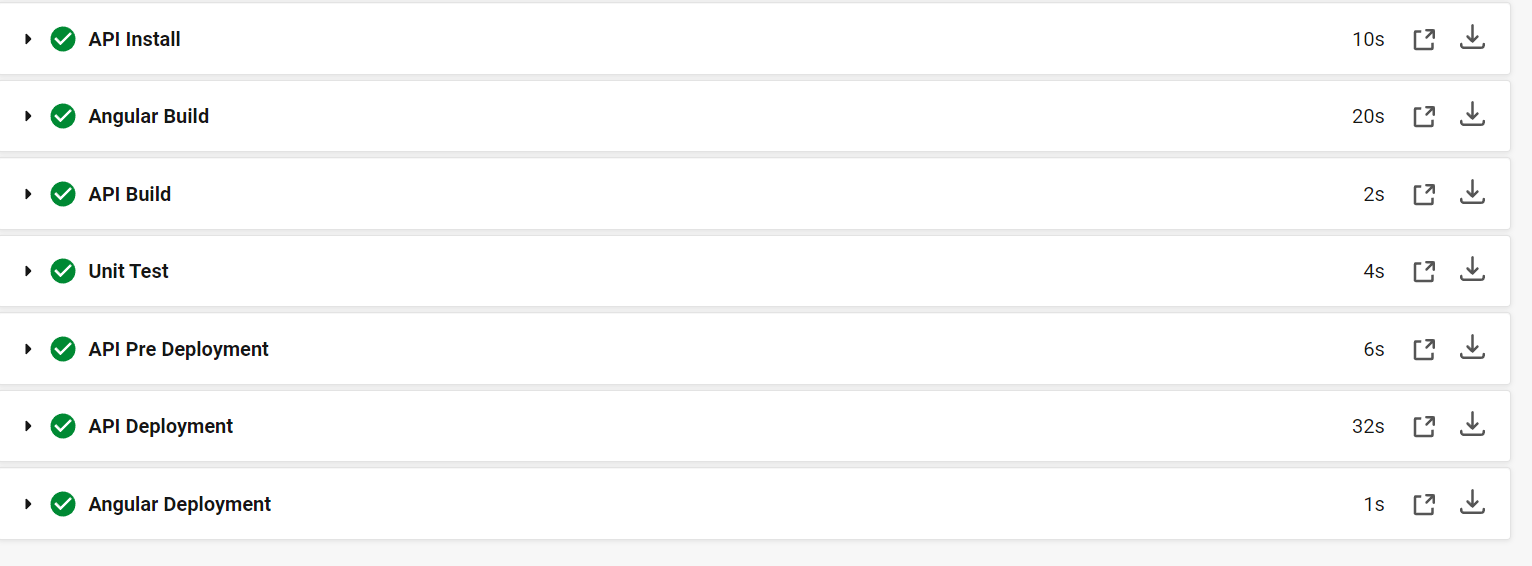 API Install 10s
Angular Build 20s
API Build 2s
Unit Test 4s
API Pre Deployment 6s
API Deployment 32s
Angular Deployment 1s